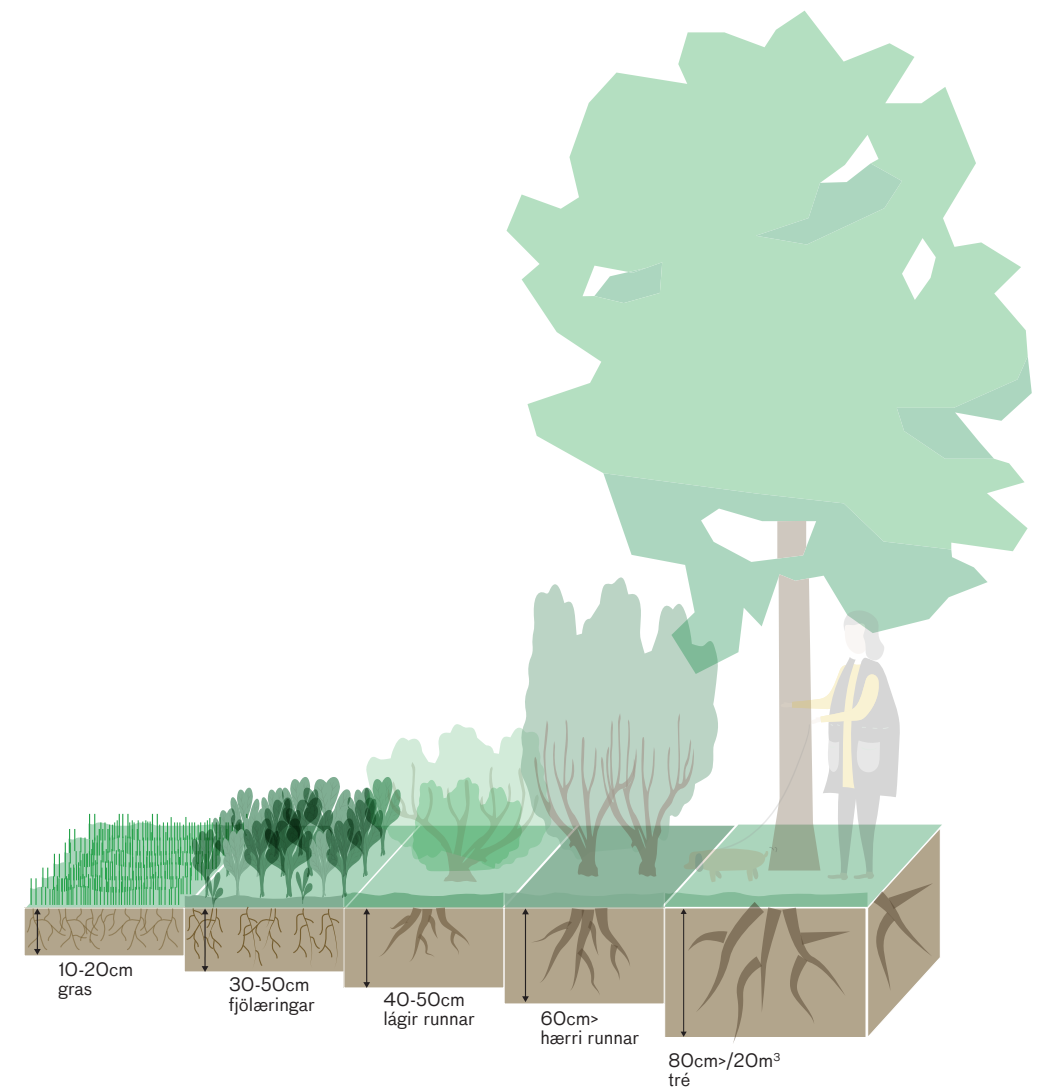 10-20cm
gras
30-50cm
fjölæringar
40-50cm
lágir runnar
60cm>
hærri runnar
80cm>/20m³
tré